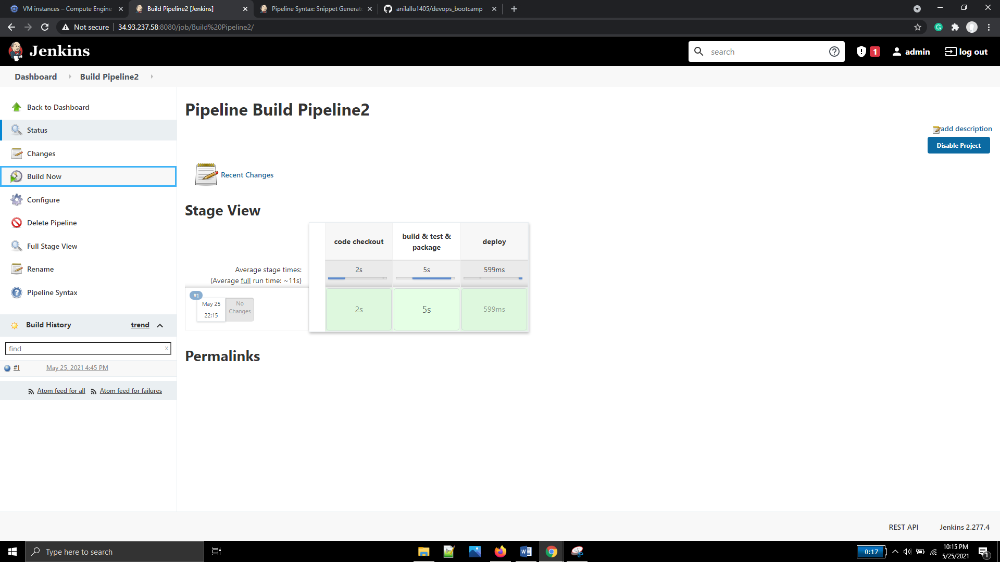 VM instances – Compute Engine
Build Pipeline2 [Jenkins]
Pipeline Syntax: Snippet Generat
anilallu1405/devops_bootcamp
Not secure
34.93.237.58:8080/job/Build%20Pipeline2/
Jenkins
search
1
admin
log out
Dashboard
Build Pipeline2
Back to Dashboard
Status
Changes
Build Now
Configure
Delete Pipeline
Full Stage View
Rename
Pipeline Syntax
Build History
trend
find
x
#1
May 25, 2021 4:45 PM
Atom feed for all
Atom feed for failures
Pipeline Build Pipeline2
add description
Disable Project
Recent Changes
Stage View
code checkout
build & test &
package
deploy
Average stage times:
(Average full run time: ~11s)
2s
5s
599ms
#1
May 25
22:15
No
Changes
2s
5s
599ms
Permalinks
REST API
Jenkins 2.277.4
Type here to search
0:17
10:15 PM
5/25/2021
1